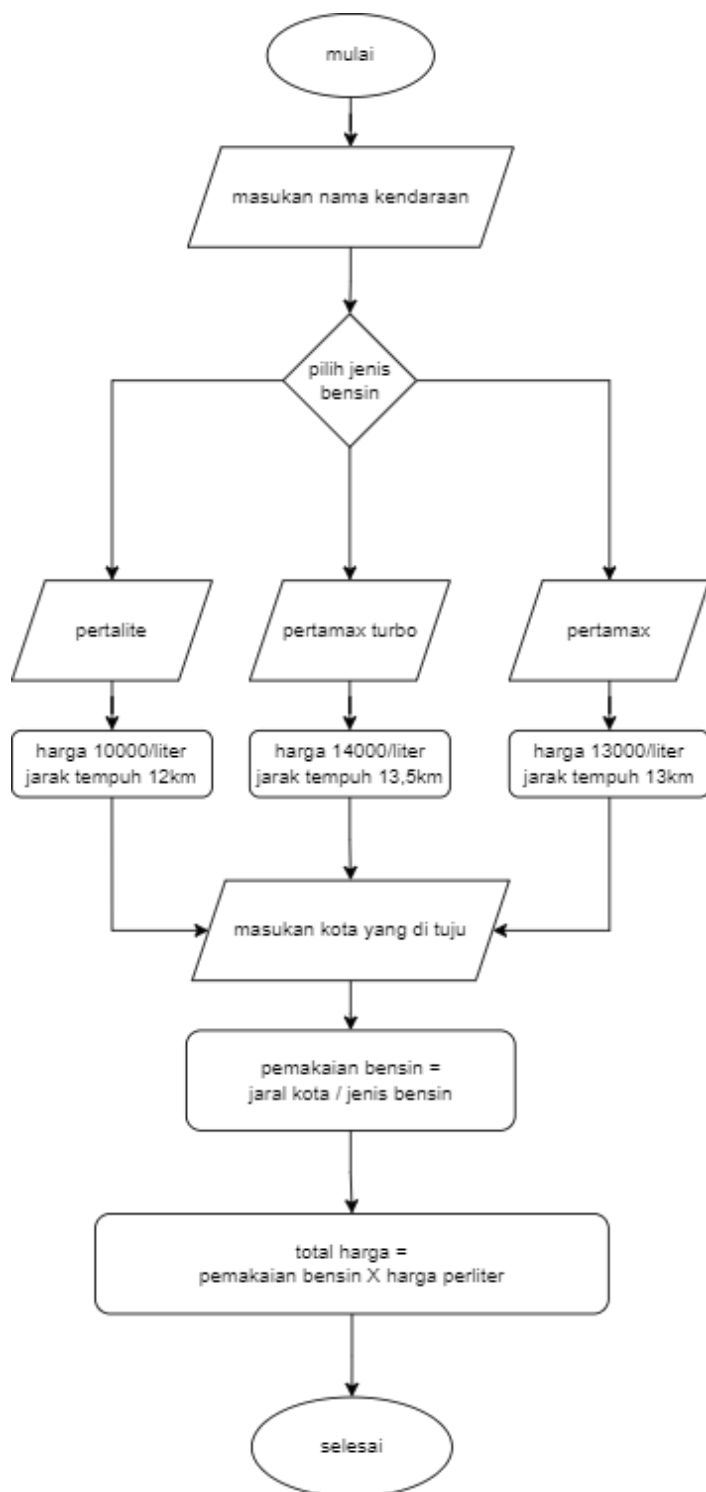 mulai
masukan nama kendaraan
pilih jenis
bensin
pertalite
pertamax turbo
pertamax
harga 10000/liter
jarak tempuh 12km
harga 14000/liter
jarak tempuh 13,5km
harga 13000/liter
jarak tempuh 13km
masukan kota yang di tuju
pemakaian bensin =
jaral kota / jenis bensin
total harga =
pemakaian bensin X harga perliter
selesai